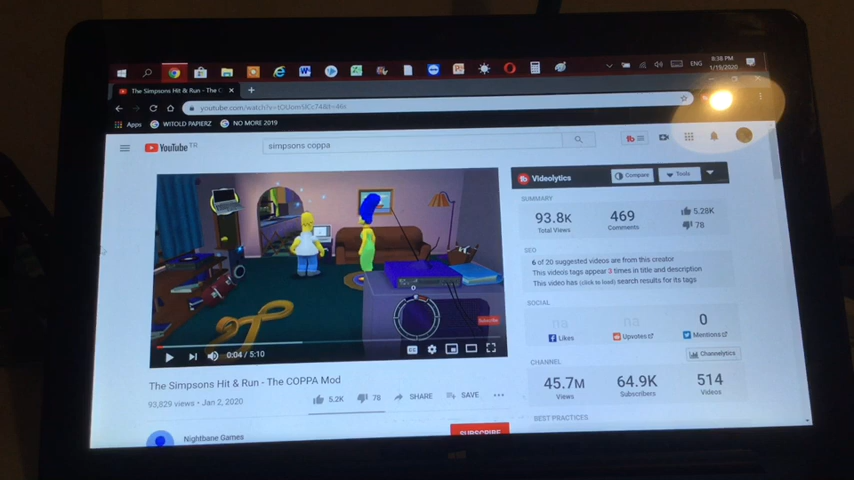 8:38 PM
ENG
1/19/2020
The Simpsons Hit & Run - The C
Apps
WITOLD PAPIERZ
NO MORE 2019
YouTube TR
simpsons coppa
Videolytics
Compare
Tools
SUMMARY
93.8K
Total Views
469
Comments
5.28K
78
SEO
6 of 20 suggested videos are from this creator
This video's tags appear 3 times in title and description
This video has (click to load) search results for its tags
SOCIAL
na
Likes
na
Upvotes
0
Mentions
CHANNEL
Channelytics
45.7M
Views
64.9K
Subscribers
514
Videos
BEST PRACTICES
0
Subscribe
0:04 / 5:10
The Simpsons Hit & Run - The COPPA Mod
93,829 views • Jan 2, 2020
5.2K
78
SHARE
SAVE
Nightbane Games
SUBSCRIBE